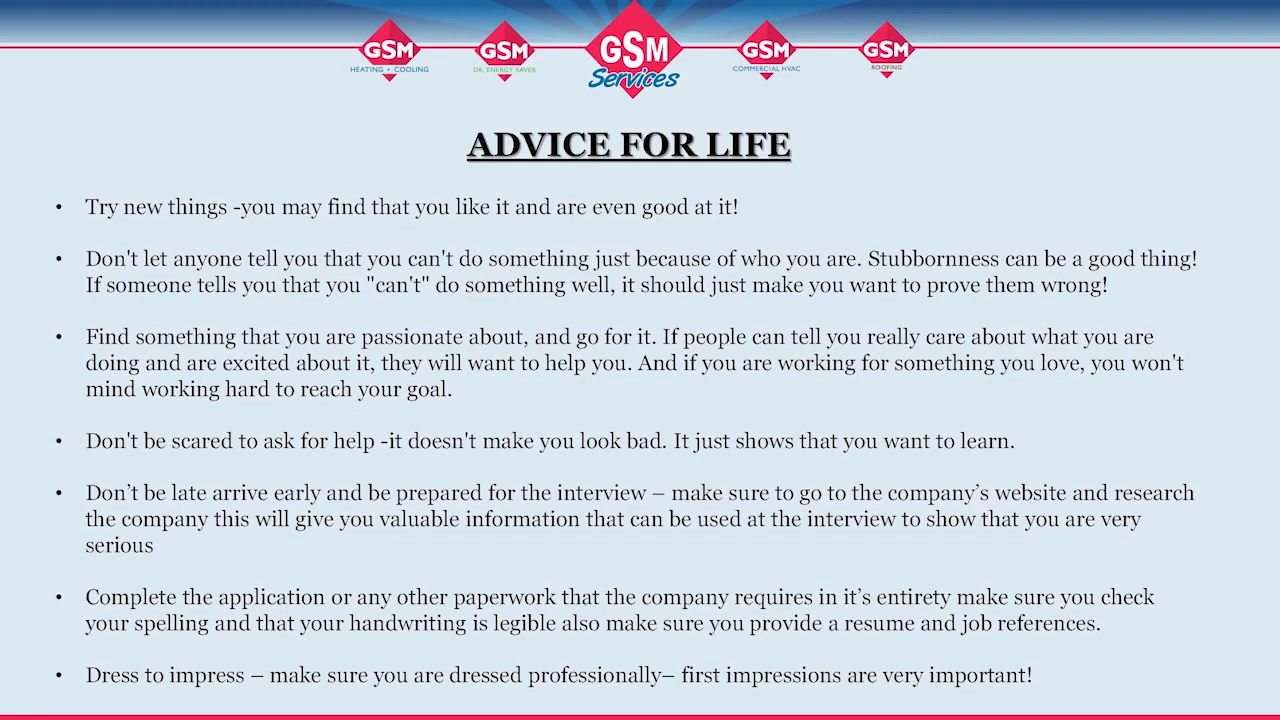 GSM
HEATING + COOLING
GSM
DR. ENERGY SAVER
GSM
Services
GSM
COMMERCIAL HVAC
GSM
ROOFING
ADVICE FOR LIFE
• Try new things -you may find that you like it and are even good at it!
• Don't let anyone tell you that you can't do something just because of who you are. Stubbornness can be a good thing!
If someone tells you that you "can't" do something well, it should just make you want to prove them wrong!
• Find something that you are passionate about, and go for it. If people can tell you really care about what you are
doing and are excited about it, they will want to help you. And if you are working for something you love, you won't
mind working hard to reach your goal.
• Don't be scared to ask for help -it doesn't make you look bad. It just shows that you want to learn.
• Don’t be late arrive early and be prepared for the interview – make sure to go to the company’s website and research
the company this will give you valuable information that can be used at the interview to show that you are very
serious
• Complete the application or any other paperwork that the company requires in it’s entirety make sure you check
your spelling and that your handwriting is legible also make sure you provide a resume and job references.
• Dress to impress – make sure you are dressed professionally– first impressions are very important!